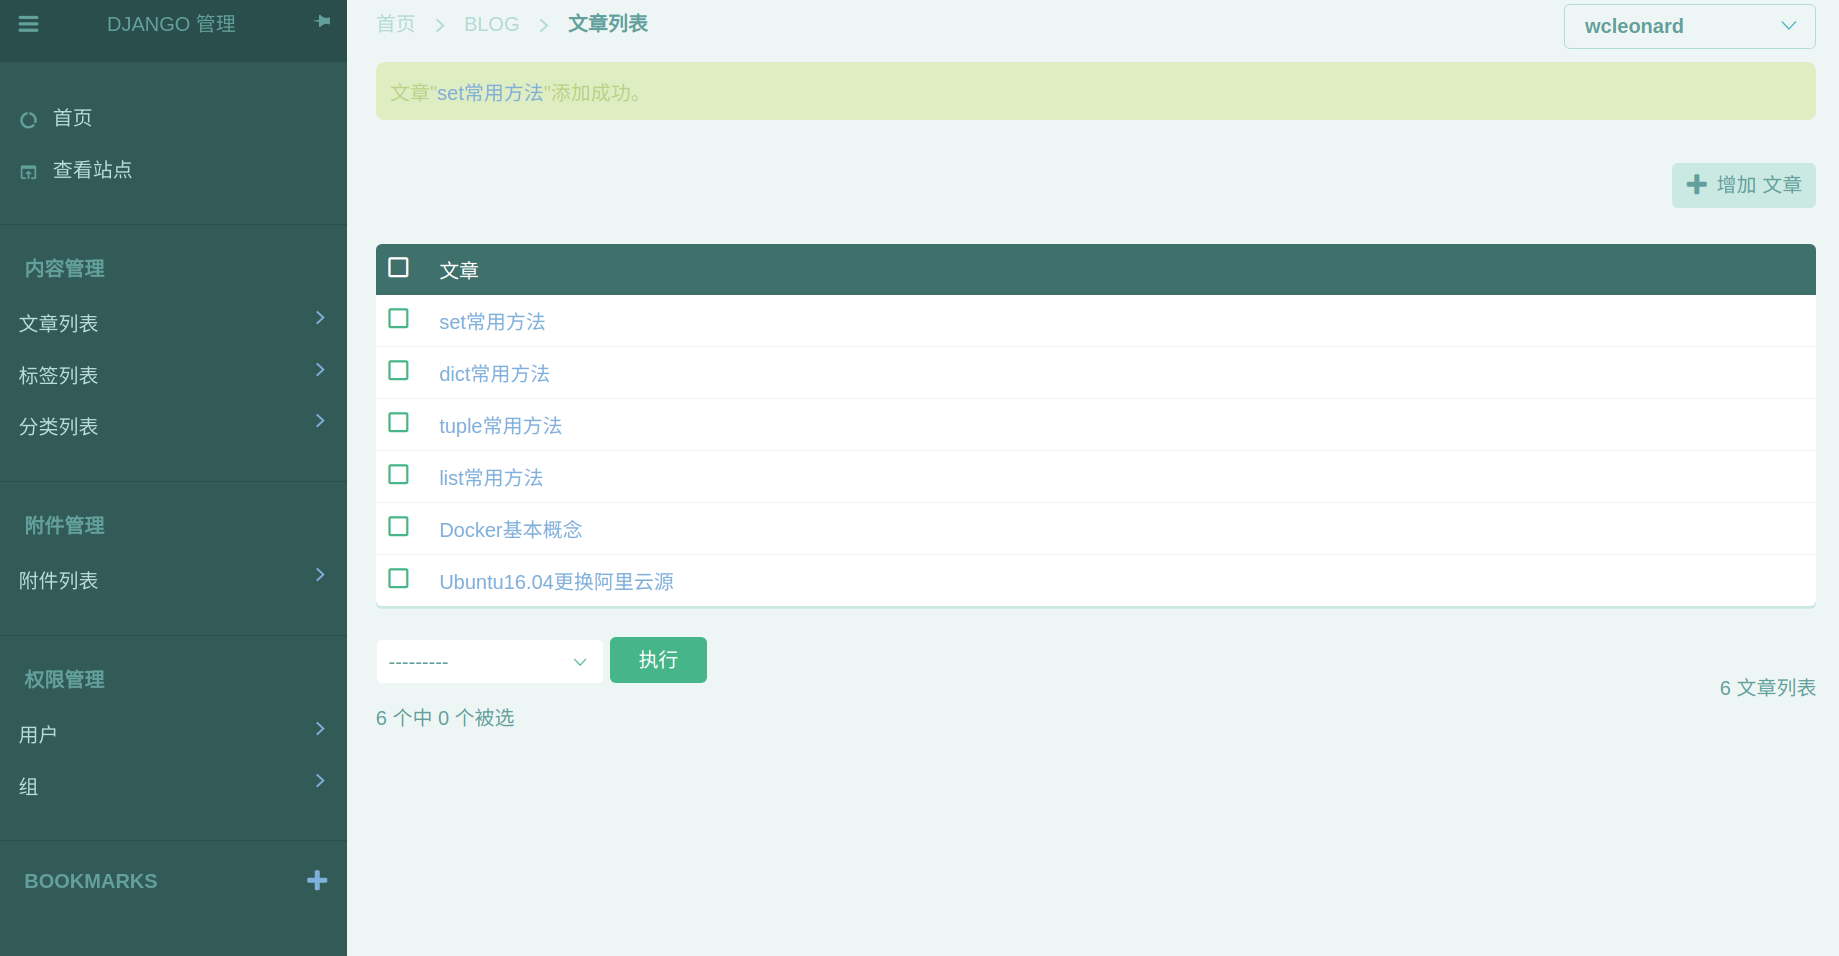 DJANGO 管理
首页
查看站点
内容管理
文章列表
标签列表
分类列表
附件管理
附件列表
权限管理
用户
组
BOOKMARKS
首页 BLOG 文章列表
wcleonard
文章"set常用方法"添加成功。
增加 文章
文章
set常用方法
dict常用方法
tuple常用方法
list常用方法
Docker基本概念
Ubuntu16.04更换阿里云源
---------
执行
6 文章列表
6 个中 0 个被选